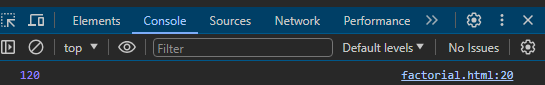 Elements Console Sources Network Performance
top Filter Default levels No Issues
120 factorial.html:20